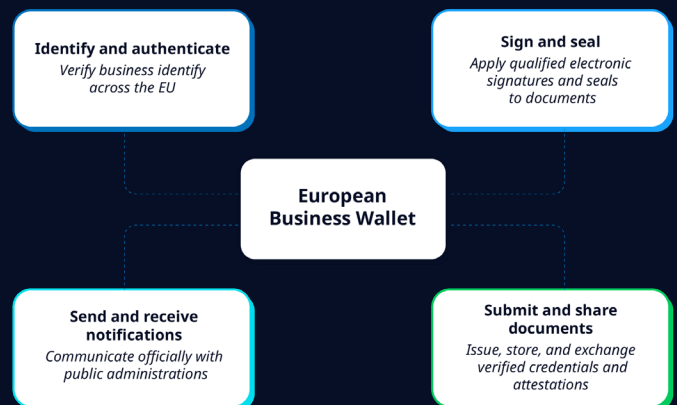 Identify and authenticate
Verify business identify
across the EU
Sign and seal
Apply qualified electronic
signatures and seals
to documents
European
Business Wallet
Send and receive
notifications
Communicate officially with
public administrations
Submit and share
documents
Issue, store, and exchange
verified credentials and
attestations